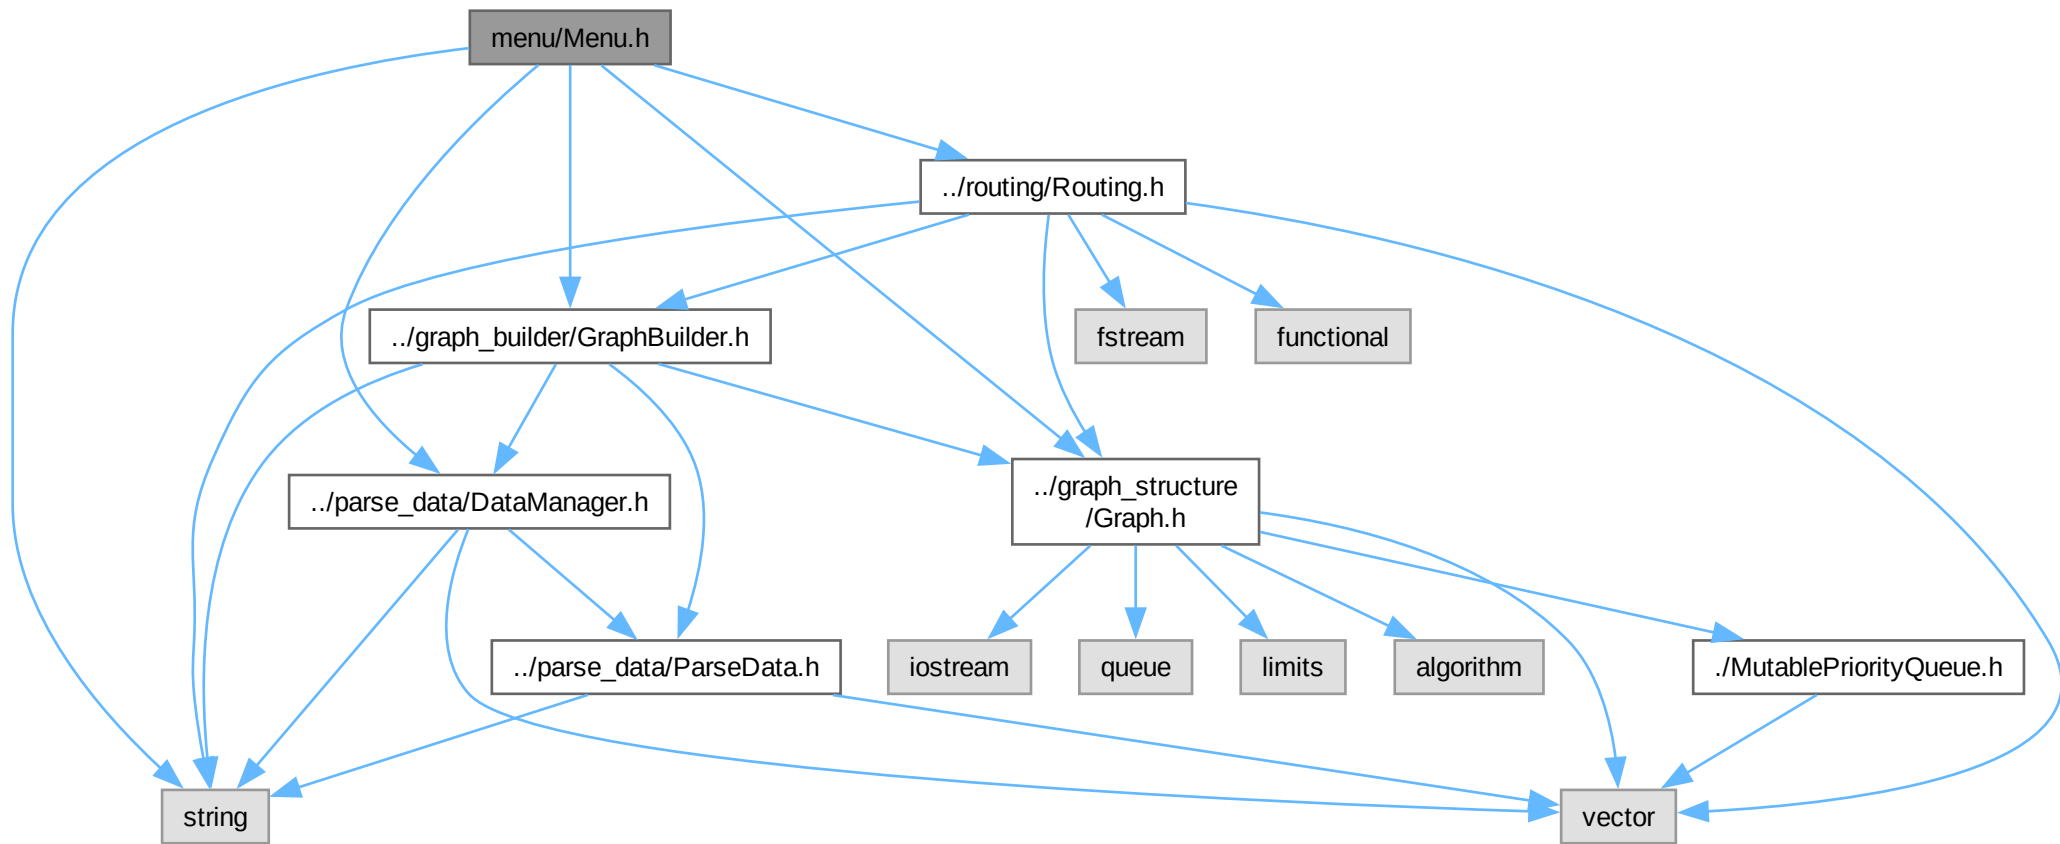 menu/Menu.h
../routing/Routing.h
../graph_builder/GraphBuilder.h
fstream
functional
../parse_data/DataManager.h
../graph_structure
/Graph.h
../parse_data/ParseData.h
iostream
queue
limits
algorithm
./MutablePriorityQueue.h
string
vector